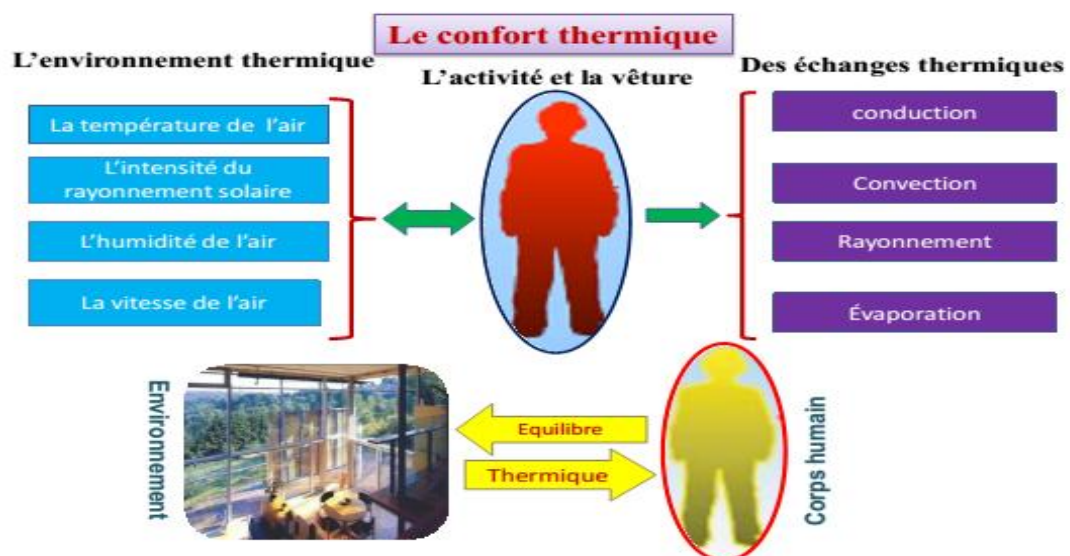 Le confort thermique
L’environnement thermique
L’activité et la vêture
Des échanges thermiques
La température de l’air
L’intensité du
rayonnement solaire
L’humidité de l’air
La vitesse de l’air
conduction
Convection
Rayonnement
Évaporation
Environnement
Equilibre
Thermique
Corps humain